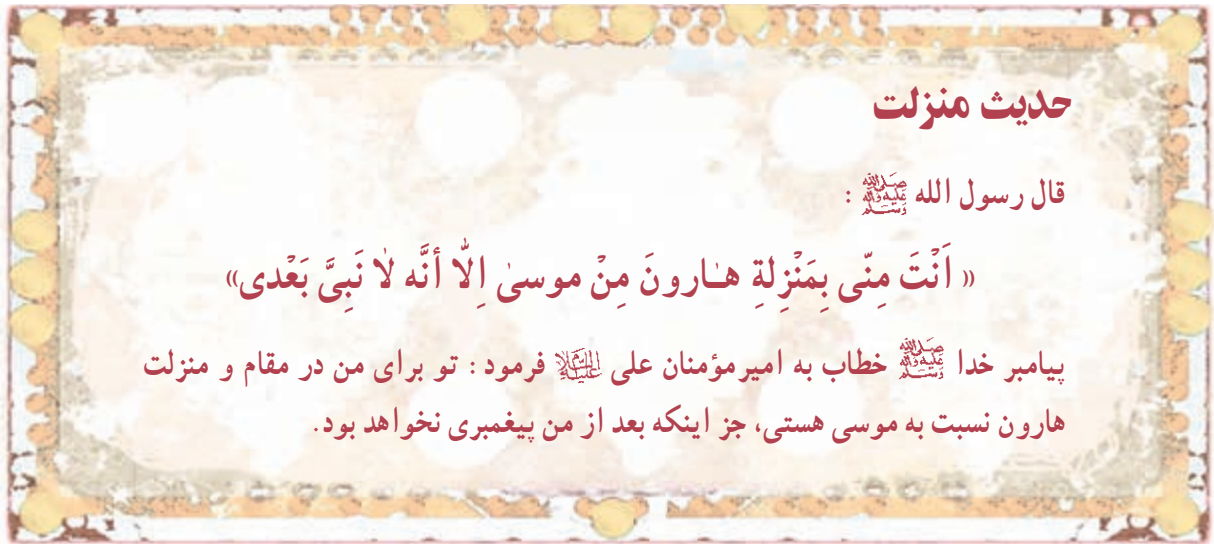 حدیث منزلت
قال رسول الله ﷺ :
« اَنْتَ مِنّی بِمَنْزِلَةِ هـٰارونَ مِنْ موسیٰ اِلاّٰ أنَّه لاٰ نَبِیَّ بَعْدی»
پیامبر خدا ﷺ خطاب به امیرمؤمنان علی علیه‌السلام فرمود : تو برای من در مقام و منزلت
هارون نسبت به موسی هستی، جز اینکه بعد از من پیغمبری نخواهد بود.